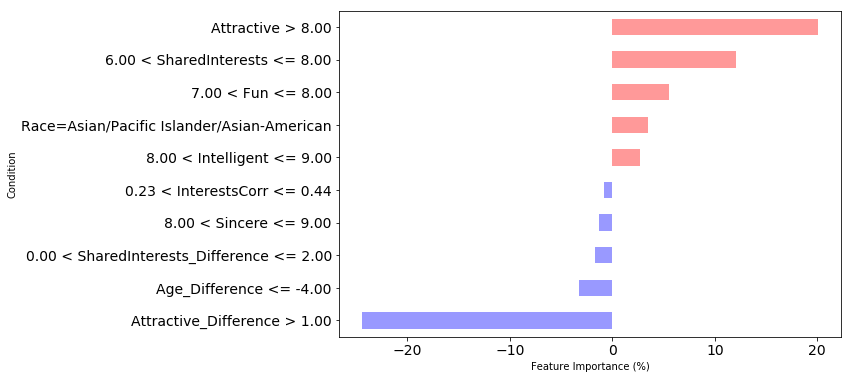 Attractive > 8.00
6.00 < SharedInterests <= 8.00
7.00 < Fun <= 8.00
Race=Asian/Pacific Islander/Asian-American
8.00 < Intelligent <= 9.00
0.23 < InterestsCorr <= 0.44
8.00 < Sincere <= 9.00
0.00 < SharedInterests_Difference <= 2.00
Age_Difference <= -4.00
Attractive_Difference > 1.00
Condition
−20 −10 0 10 20
Feature Importance (%)